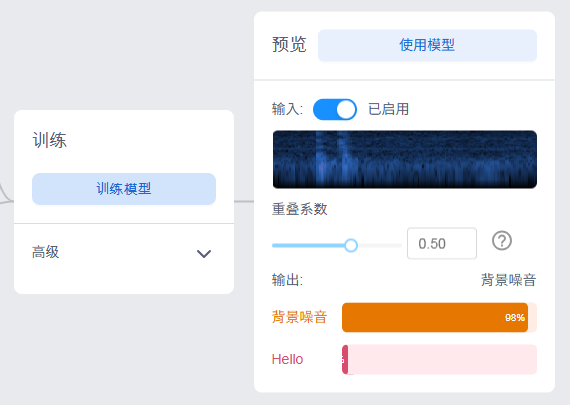 训练
训练模型
高级
预览
使用模型
输入: 已启用
重叠系数
0.50
输出: 背景噪音
背景噪音 98%
Hello